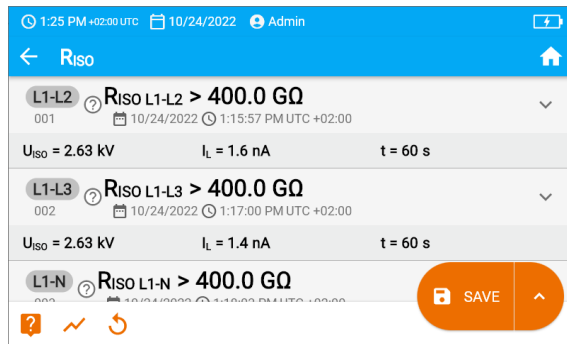 1:25 PM +02:00 UTC 10/24/2022 Admin
RISO
L1-L2 RISO L1-L2 > 400.0 GΩ
001 10/24/2022 1:15:57 PM UTC +02:00
UISO = 2.63 kV IL = 1.6 nA t = 60 s
L1-L3 RISO L1-L3 > 400.0 GΩ
002 10/24/2022 1:17:00 PM UTC +02:00
UISO = 2.63 kV IL = 1.4 nA t = 60 s
L1-N RISO L1-N > 400.0 GΩ
SAVE